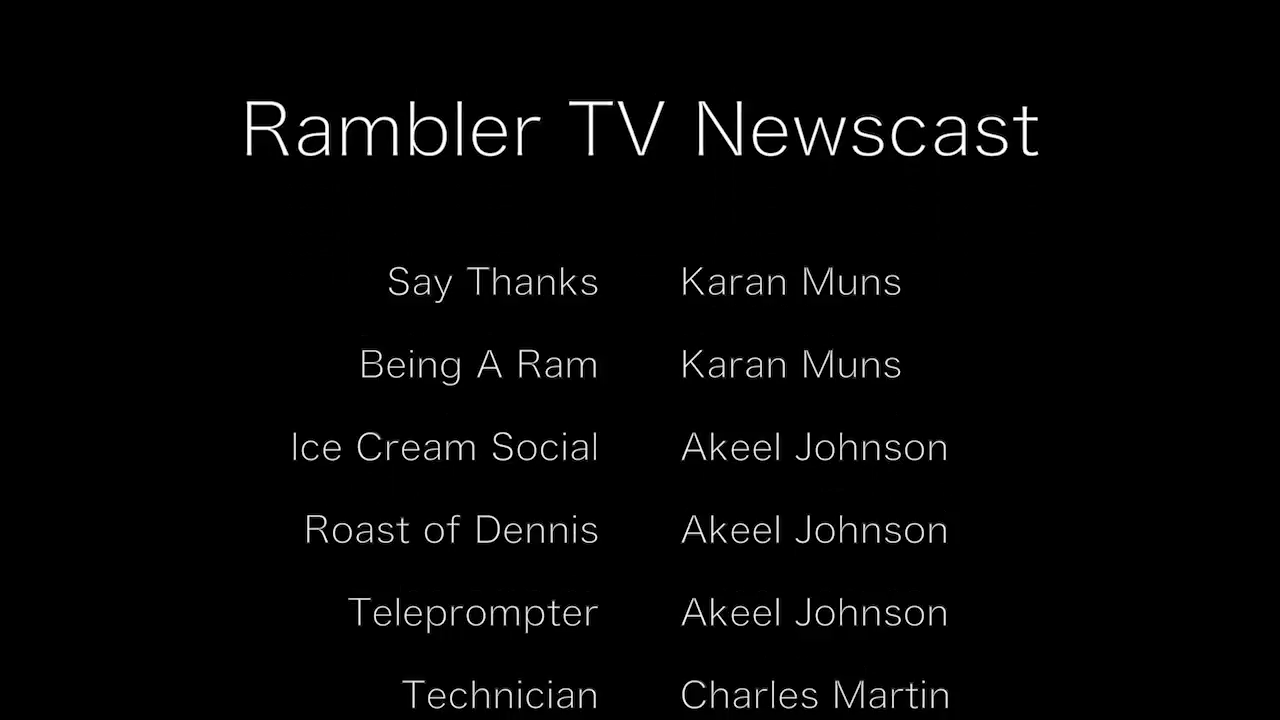 Rambler TV Newscast
Say Thanks Karan Muns
Being A Ram Karan Muns
Ice Cream Social Akeel Johnson
Roast of Dennis Akeel Johnson
Teleprompter Akeel Johnson
Technician Charles Martin